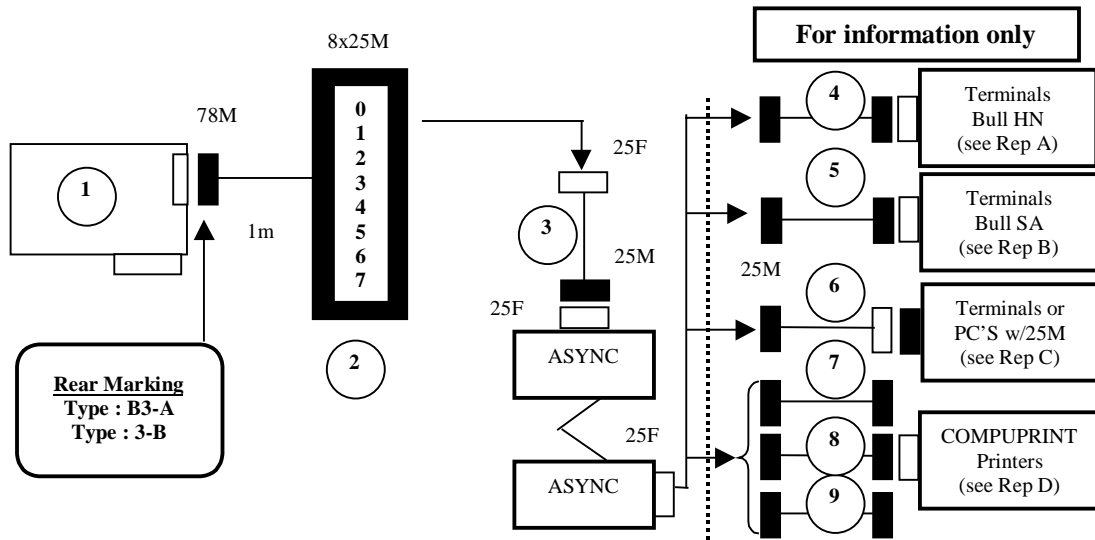 For information only
8x25M
78M
1
1m
0
1
2
3
4
5
6
7
2
Rear Marking
Type : B3-A
Type : 3-B
25F
3
25M
25F
ASYNC
25F
ASYNC
25M
4
Terminals
Bull HN
(see Rep A)
5
Terminals
Bull SA
(see Rep B)
6
Terminals or
PC'S w/25M
(see Rep C)
7
8
9
COMPUPRINT
Printers
(see Rep D)